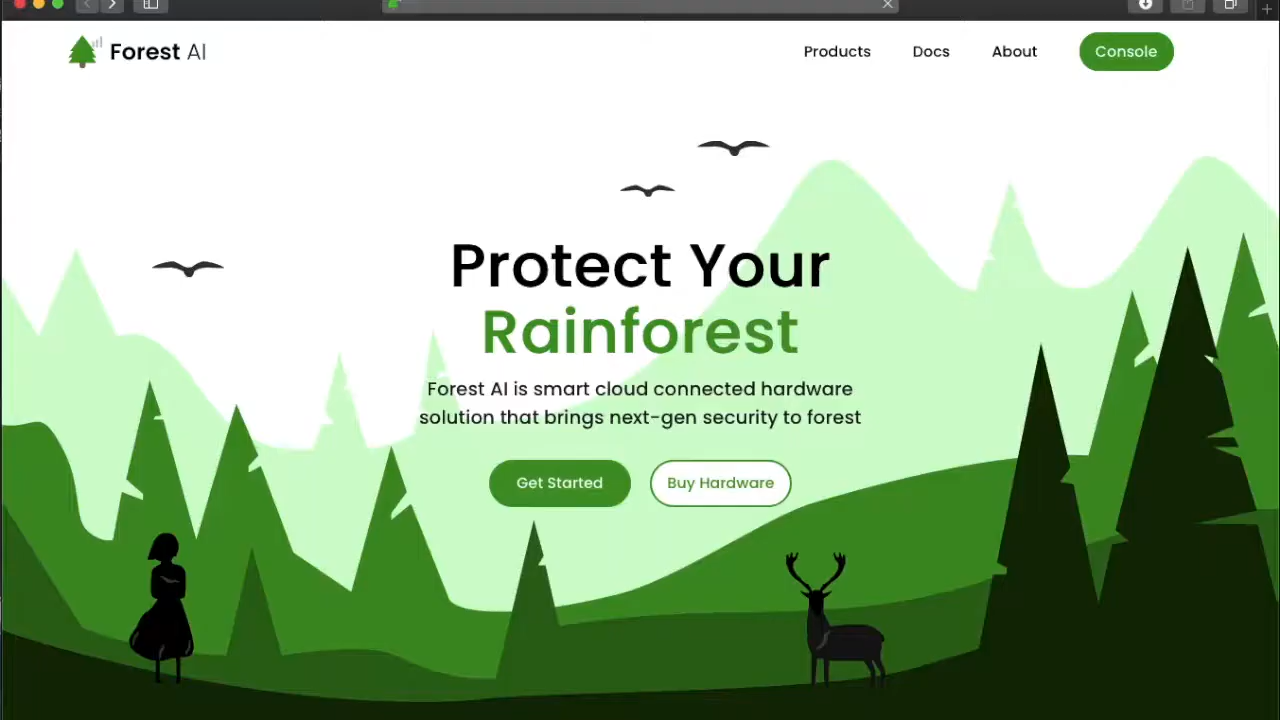 Forest AI
Products
Docs
About
Console
Protect Your
Rainforest
Forest AI is smart cloud connected hardware
solution that brings next-gen security to forest
Get Started
Buy Hardware